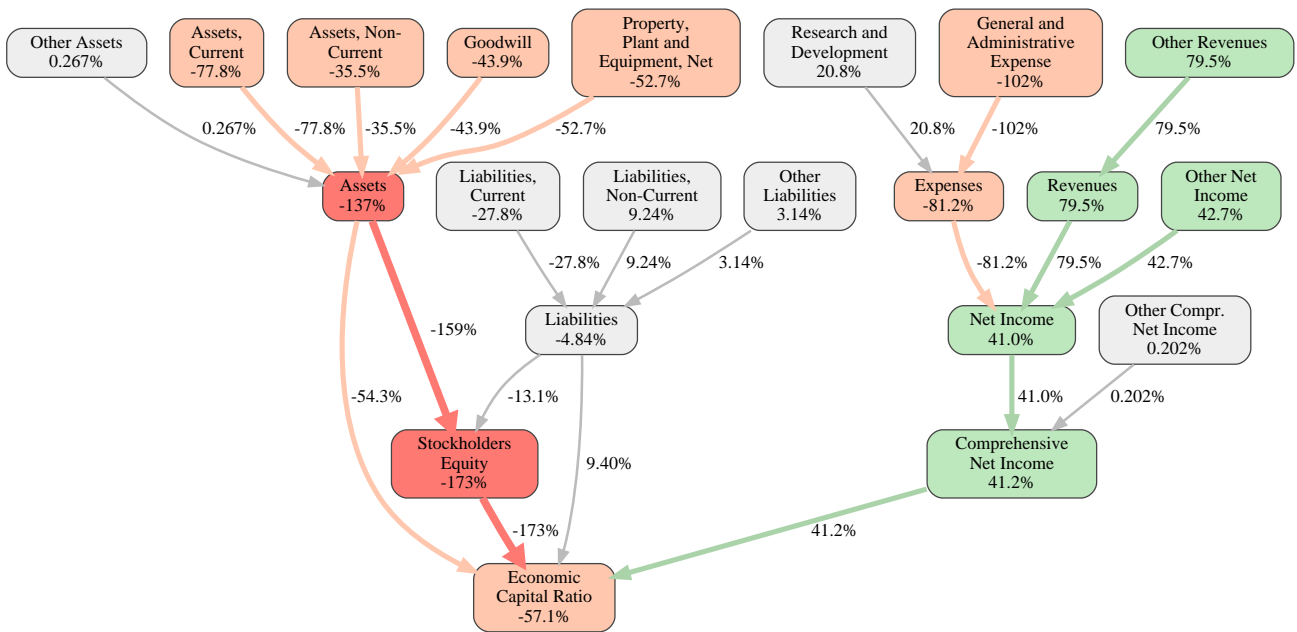 Other Assets
0.267%
Assets,
Current
-77.8%
Assets, Non-
Current
-35.5%
Goodwill
-43.9%
Property,
Plant and
Equipment, Net
-52.7%
Research and
Development
20.8%
General and
Administrative
Expense
-102%
Other Revenues
79.5%
0.267%
-77.8%
-35.5%
-43.9%
-52.7%
20.8%
-102%
79.5%
Assets
-137%
Liabilities,
Current
-27.8%
Liabilities,
Non-Current
9.24%
Other
Liabilities
3.14%
Expenses
-81.2%
Revenues
79.5%
Other Net
Income
42.7%
-27.8%
9.24%
3.14%
-81.2%
79.5%
42.7%
-159%
Liabilities
-4.84%
Net Income
41.0%
Other Compr.
Net Income
0.202%
-54.3%
-13.1%
41.0%
0.202%
Stockholders
Equity
-173%
9.40%
Comprehensive
Net Income
41.2%
-173%
41.2%
Economic
Capital Ratio
-57.1%